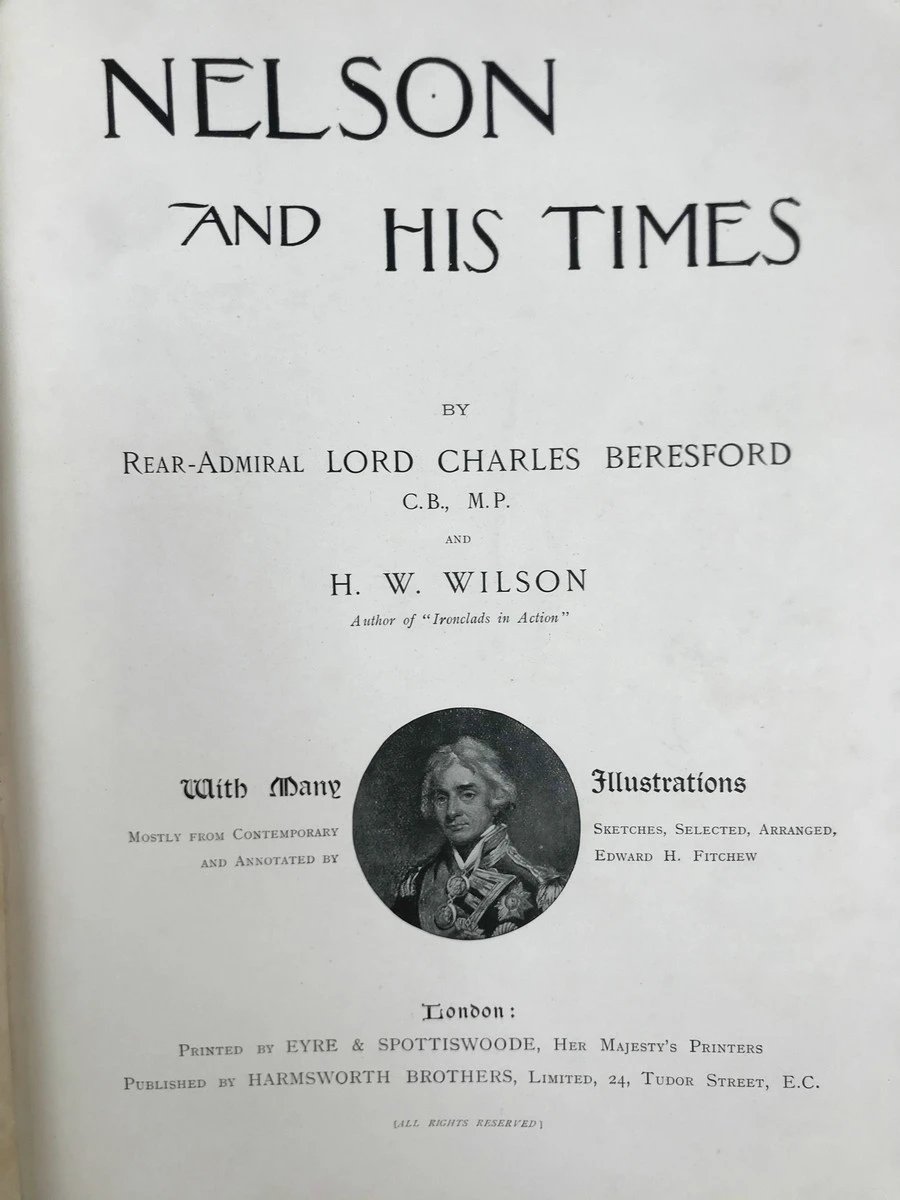 NELSON
AND HIS TIMES
BY
REAR-ADMIRAL LORD CHARLES BERESFORD
C.B., M.P.
AND
H. W. WILSON
Author of "Ironclads in Action"
With Many Illustrations
MOSTLY FROM CONTEMPORARY SKETCHES, SELECTED, ARRANGED,
AND ANNOTATED BY EDWARD H. FITCHEW
London:
PRINTED BY EYRE & SPOTTISWOODE, HER MAJESTY'S PRINTERS
PUBLISHED BY HARMSWORTH BROTHERS, LIMITED, 24, TUDOR STREET, E.C.
[ALL RIGHTS RESERVED]